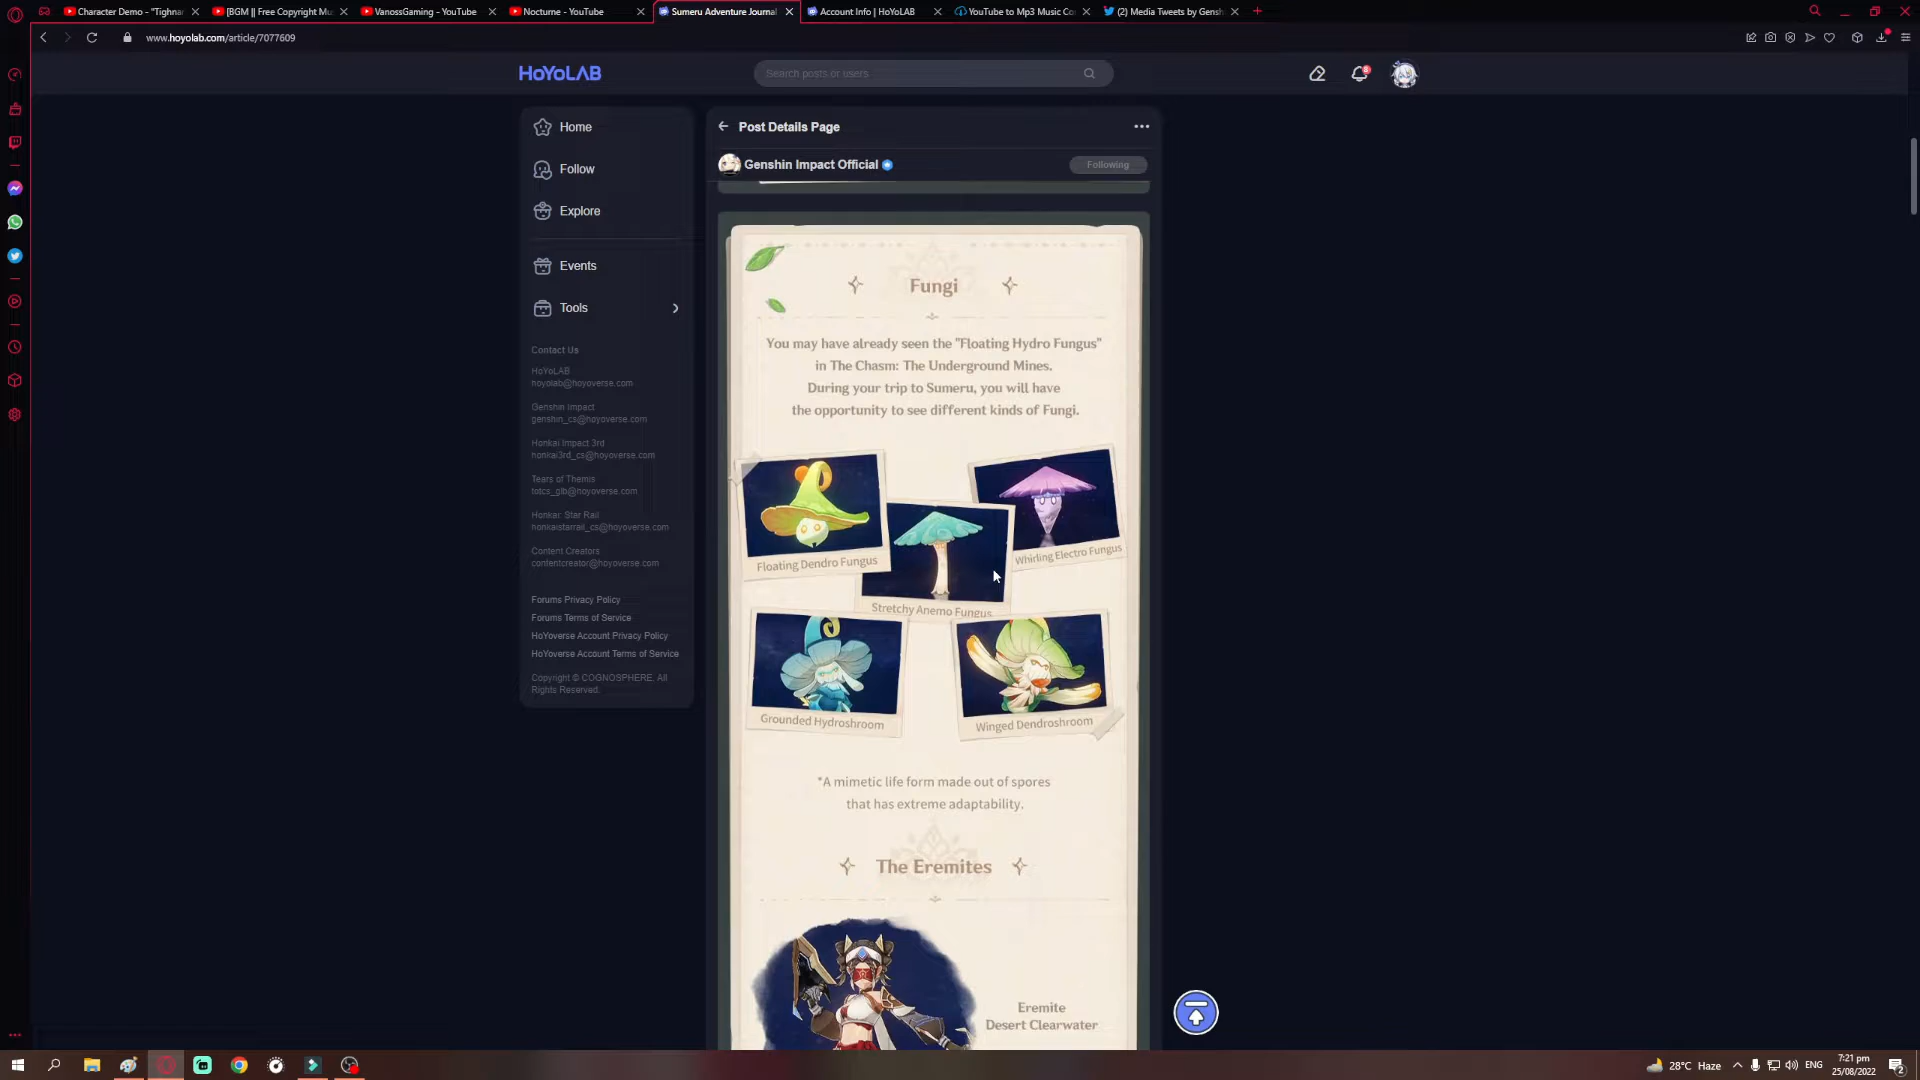 Character Demo - "Tighnar
[BGM || Free Copyright Mu
VanossGaming - YouTube
Nocturne - YouTube
Sumeru Adventure Journal
Account Info | HoYoLAB
YouTube to Mp3 Music Co
(2) Media Tweets by Gensh
www.hoyolab.com/article/7077609
HoYoLAB
Search posts or users
Home
Follow
Explore
Events
Tools
Contact Us
HoYoLAB
hoyolab@hoyoverse.com
Genshin Impact
genshin_cs@hoyoverse.com
Honkai Impact 3rd
honkai3rd_cs@hoyoverse.com
Tears of Themis
totcs_glb@hoyoverse.com
Honkai: Star Rail
honkaistarrail_cs@hoyoverse.com
Content Creators
contentcreator@hoyoverse.com
Forums Privacy Policy
Forums Terms of Service
HoYoverse Account Privacy Policy
HoYoverse Account Terms of Service
Copyright © COGNOSPHERE. All
Rights Reserved.
Post Details Page
Genshin Impact Official
Following
Fungi
You may have already seen the "Floating Hydro Fungus"
in The Chasm: The Underground Mines.
During your trip to Sumeru, you will have
the opportunity to see different kinds of Fungi.
Floating Dendro Fungus
Whirling Electro Fungus
Stretchy Anemo Fungus
Grounded Hydroshroom
Winged Dendroshroom
*A mimetic life form made out of spores
that has extreme adaptability.
The Eremites
Eremite
Desert Clearwater
28°C Haze
ENG
7:21 pm
25/08/2022
2